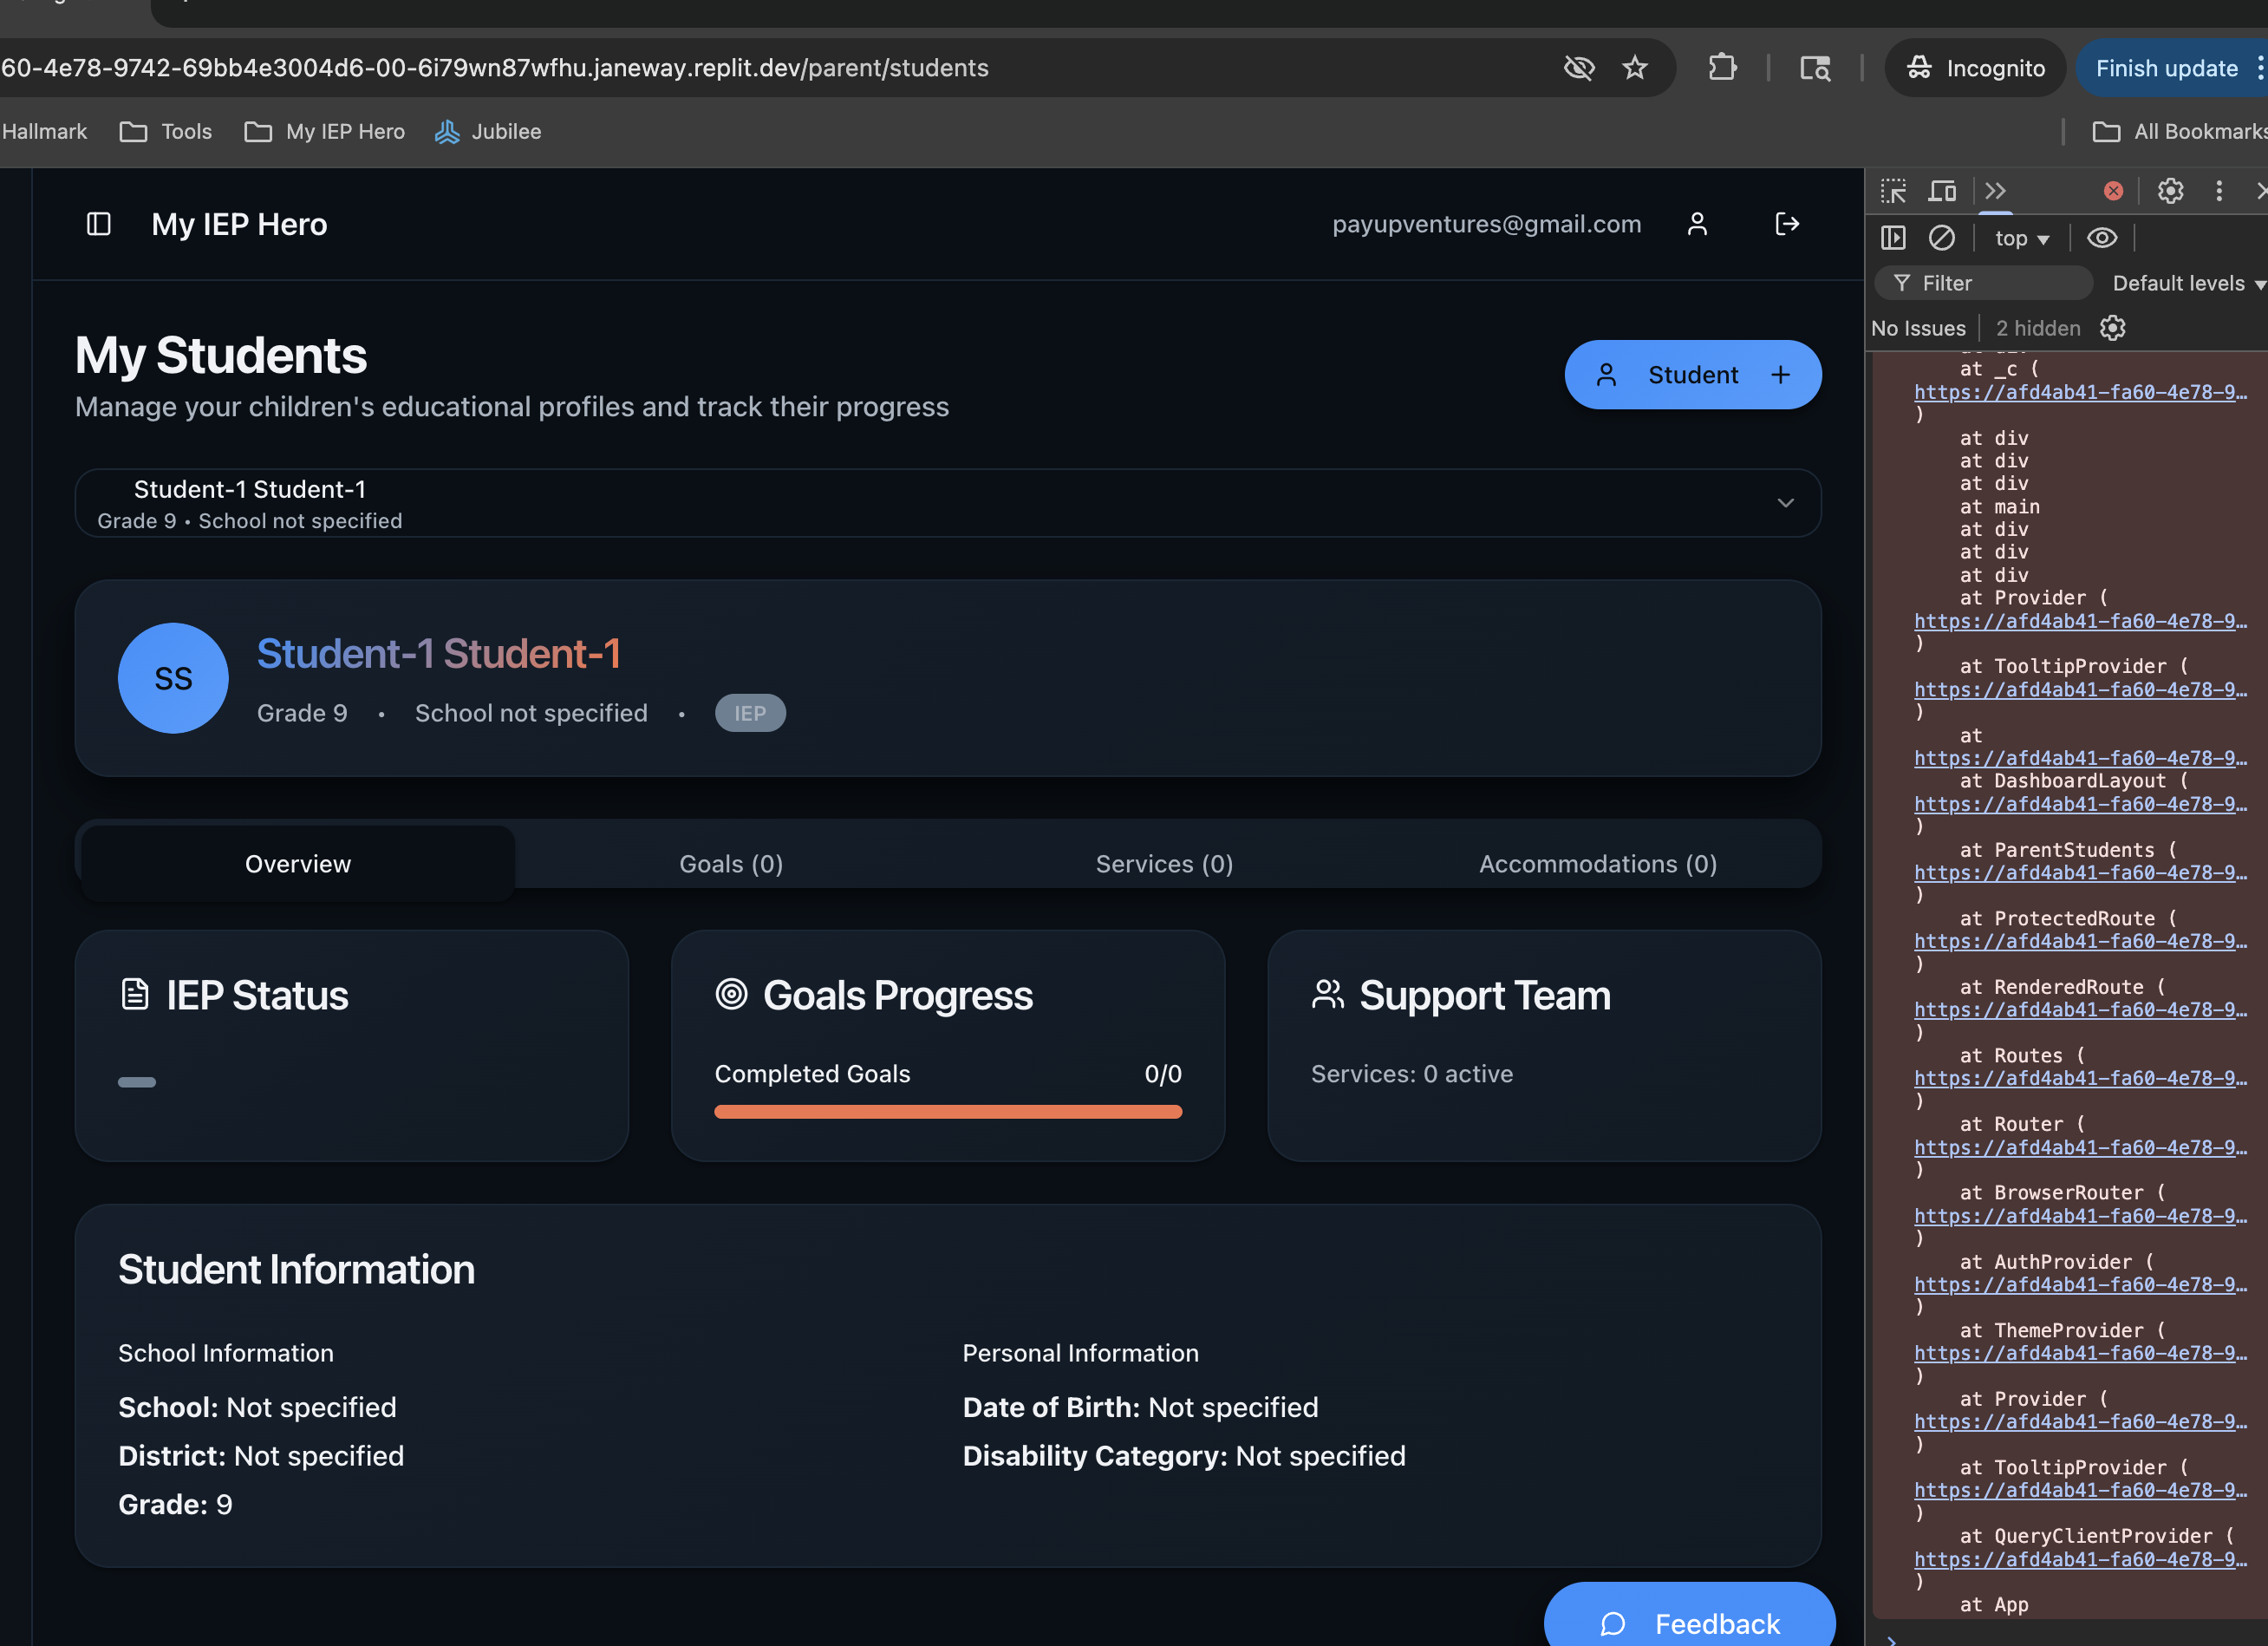 60-4e78-9742-69bb4e3004d6-00-6i79wn87wfhu.janeway.replit.dev/parent/students
Incognito
Finish update
Hallmark
Tools
My IEP Hero
Jubilee
All Bookmarks
My IEP Hero
payupventures@gmail.com
My Students
Manage your children's educational profiles and track their progress
Student +
Student-1 Student-1
Grade 9 • School not specified
SS
Student-1 Student-1
Grade 9 • School not specified • IEP
Overview
Goals (0)
Services (0)
Accommodations (0)
IEP Status
Goals Progress
Completed Goals 0/0
Support Team
Services: 0 active
Student Information
School Information
School: Not specified
District: Not specified
Grade: 9
Personal Information
Date of Birth: Not specified
Disability Category: Not specified
Feedback
top
Filter
Default levels
No Issues
2 hidden
at _c (
https://afd4ab41-fa60-4e78-9…
)
at div
at div
at div
at main
at div
at div
at div
at Provider (
https://afd4ab41-fa60-4e78-9…
)
at TooltipProvider (
https://afd4ab41-fa60-4e78-9…
)
at
https://afd4ab41-fa60-4e78-9…
at DashboardLayout (
https://afd4ab41-fa60-4e78-9…
)
at ParentStudents (
https://afd4ab41-fa60-4e78-9…
)
at ProtectedRoute (
https://afd4ab41-fa60-4e78-9…
)
at RenderedRoute (
https://afd4ab41-fa60-4e78-9…
)
at Routes (
https://afd4ab41-fa60-4e78-9…
)
at Router (
https://afd4ab41-fa60-4e78-9…
)
at BrowserRouter (
https://afd4ab41-fa60-4e78-9…
)
at AuthProvider (
https://afd4ab41-fa60-4e78-9…
)
at ThemeProvider (
https://afd4ab41-fa60-4e78-9…
)
at Provider (
https://afd4ab41-fa60-4e78-9…
)
at TooltipProvider (
https://afd4ab41-fa60-4e78-9…
)
at QueryClientProvider (
https://afd4ab41-fa60-4e78-9…
)
at App